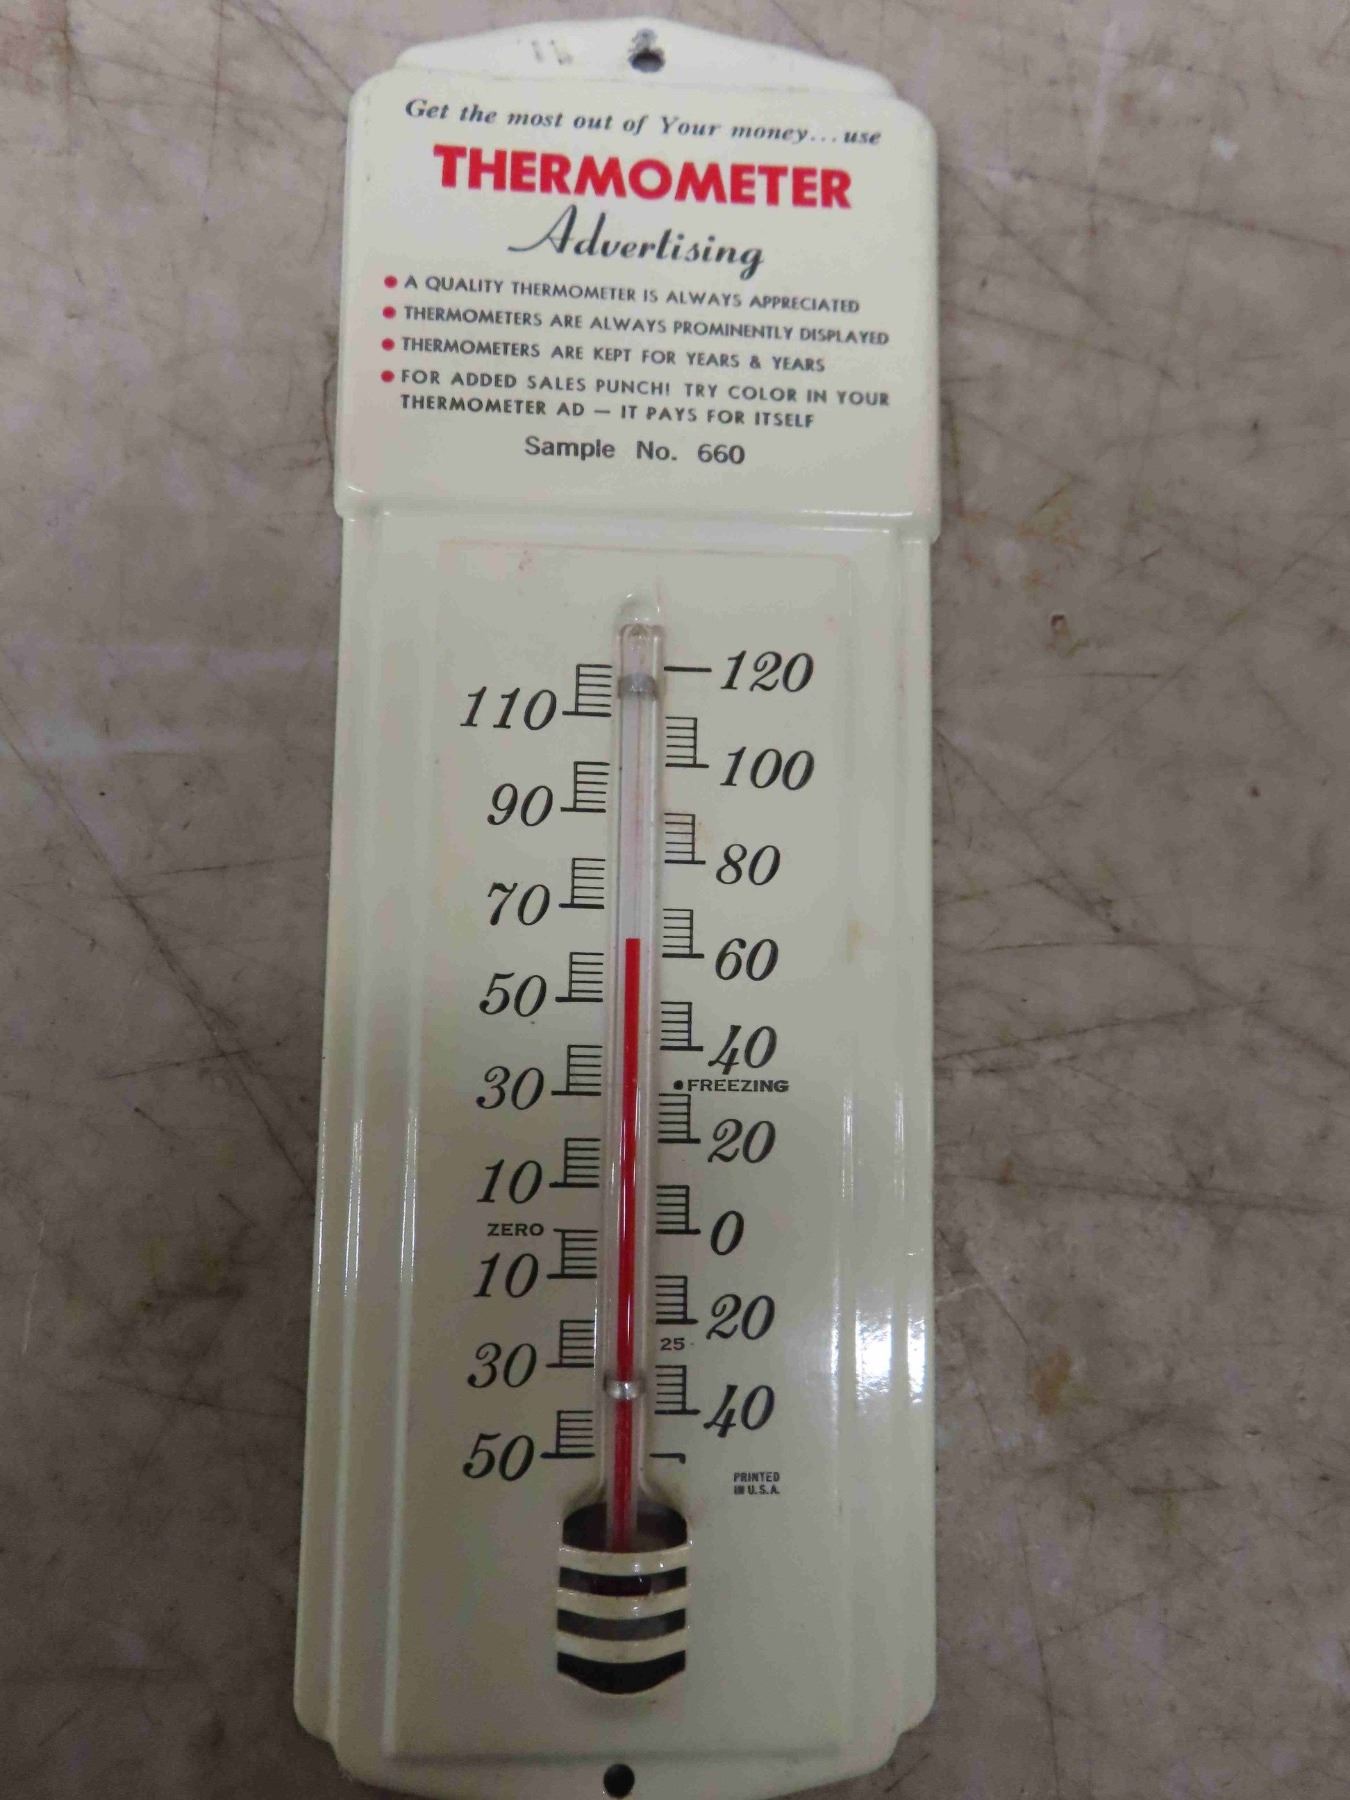 Get the most out of Your money... use
THERMOMETER
Advertising
• A QUALITY THERMOMETER IS ALWAYS APPRECIATED
• THERMOMETERS ARE ALWAYS PROMINENTLY DISPLAYED
• THERMOMETERS ARE KEPT FOR YEARS & YEARS
• FOR ADDED SALES PUNCH! TRY COLOR IN YOUR
THERMOMETER AD — IT PAYS FOR ITSELF
Sample No. 660
120
110
100
90
80
70
60
50
40
• FREEZING
30
20
10
ZERO
0
10
20
25
30
40
50
PRINTED
IN U.S.A.